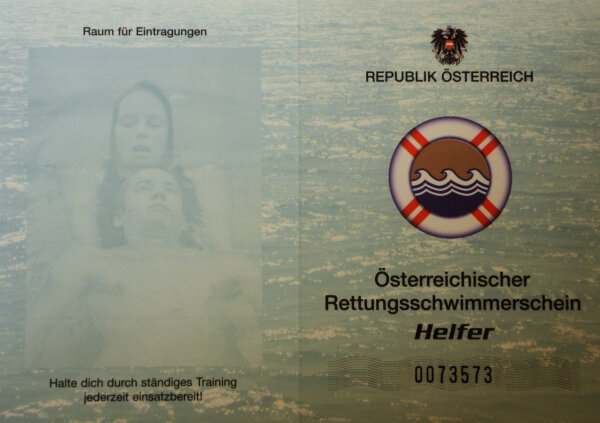 Raum für Eintragungen
Halte dich durch ständiges Training
jederzeit einsatzbereit!
REPUBLIK ÖSTERREICH
Österreichischer
Rettungsschwimmerschein
Helfer
0073573